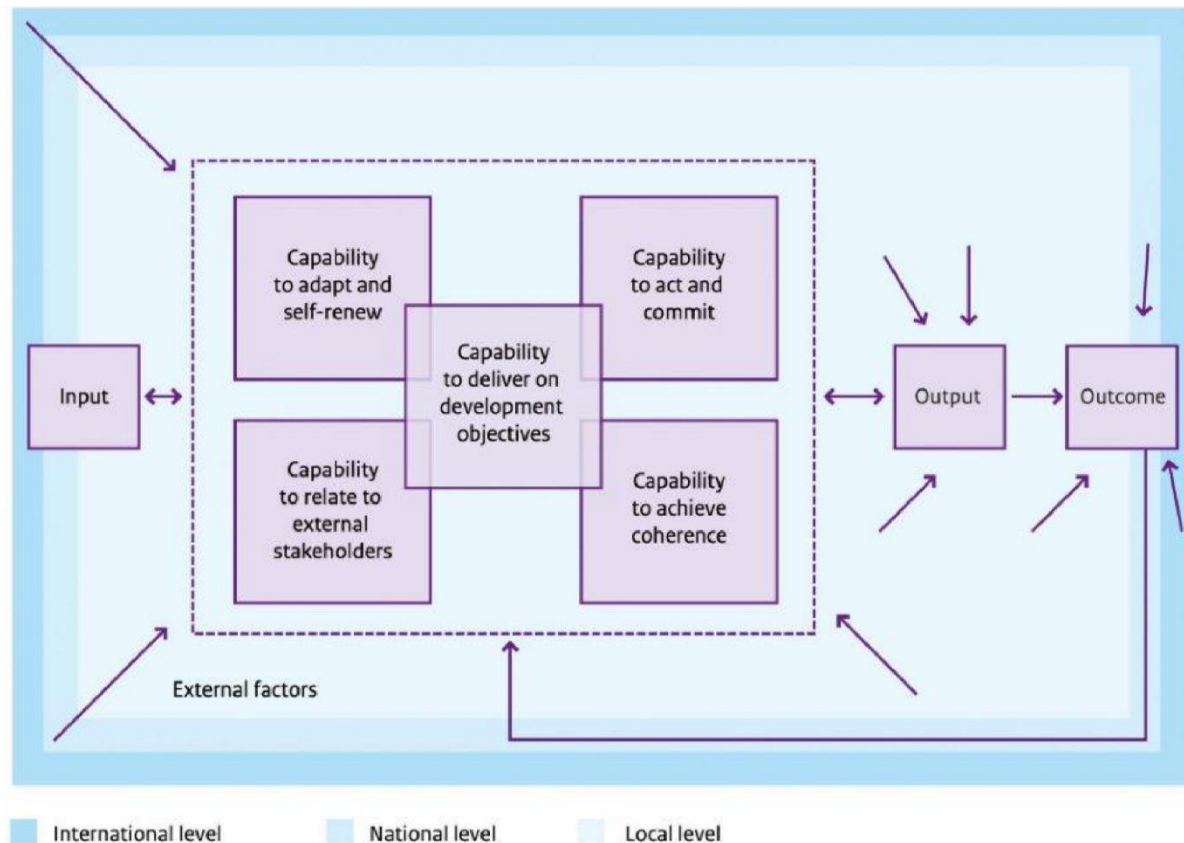 Capability
to adapt and
self-renew
Capability
to act and
commit
Capability
to deliver on
development
objectives
Input
Output
Outcome
Capability
to relate to
external
stakeholders
Capability
to achieve
coherence
External factors
International level
National level
Local level